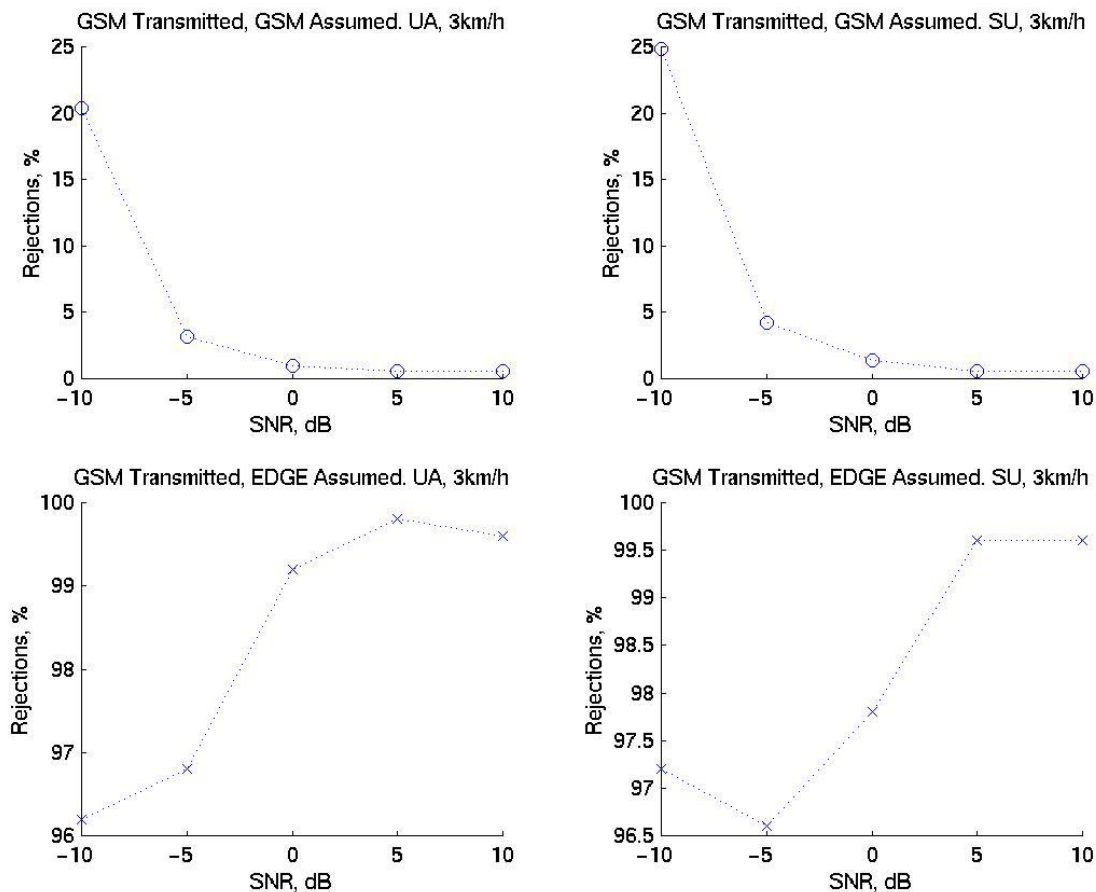 GSM Transmitted, GSM Assumed. UA, 3km/h
25
20
15
10
5
0
Rejections, %
−10 −5 0 5 10
SNR, dB
GSM Transmitted, GSM Assumed. SU, 3km/h
25
20
15
10
5
0
Rejections, %
−10 −5 0 5 10
SNR, dB
GSM Transmitted, EDGE Assumed. UA, 3km/h
100
99
98
97
96
Rejections, %
−10 −5 0 5 10
SNR, dB
GSM Transmitted, EDGE Assumed. SU, 3km/h
100
99.5
99
98.5
98
97.5
97
96.5
Rejections, %
−10 −5 0 5 10
SNR, dB